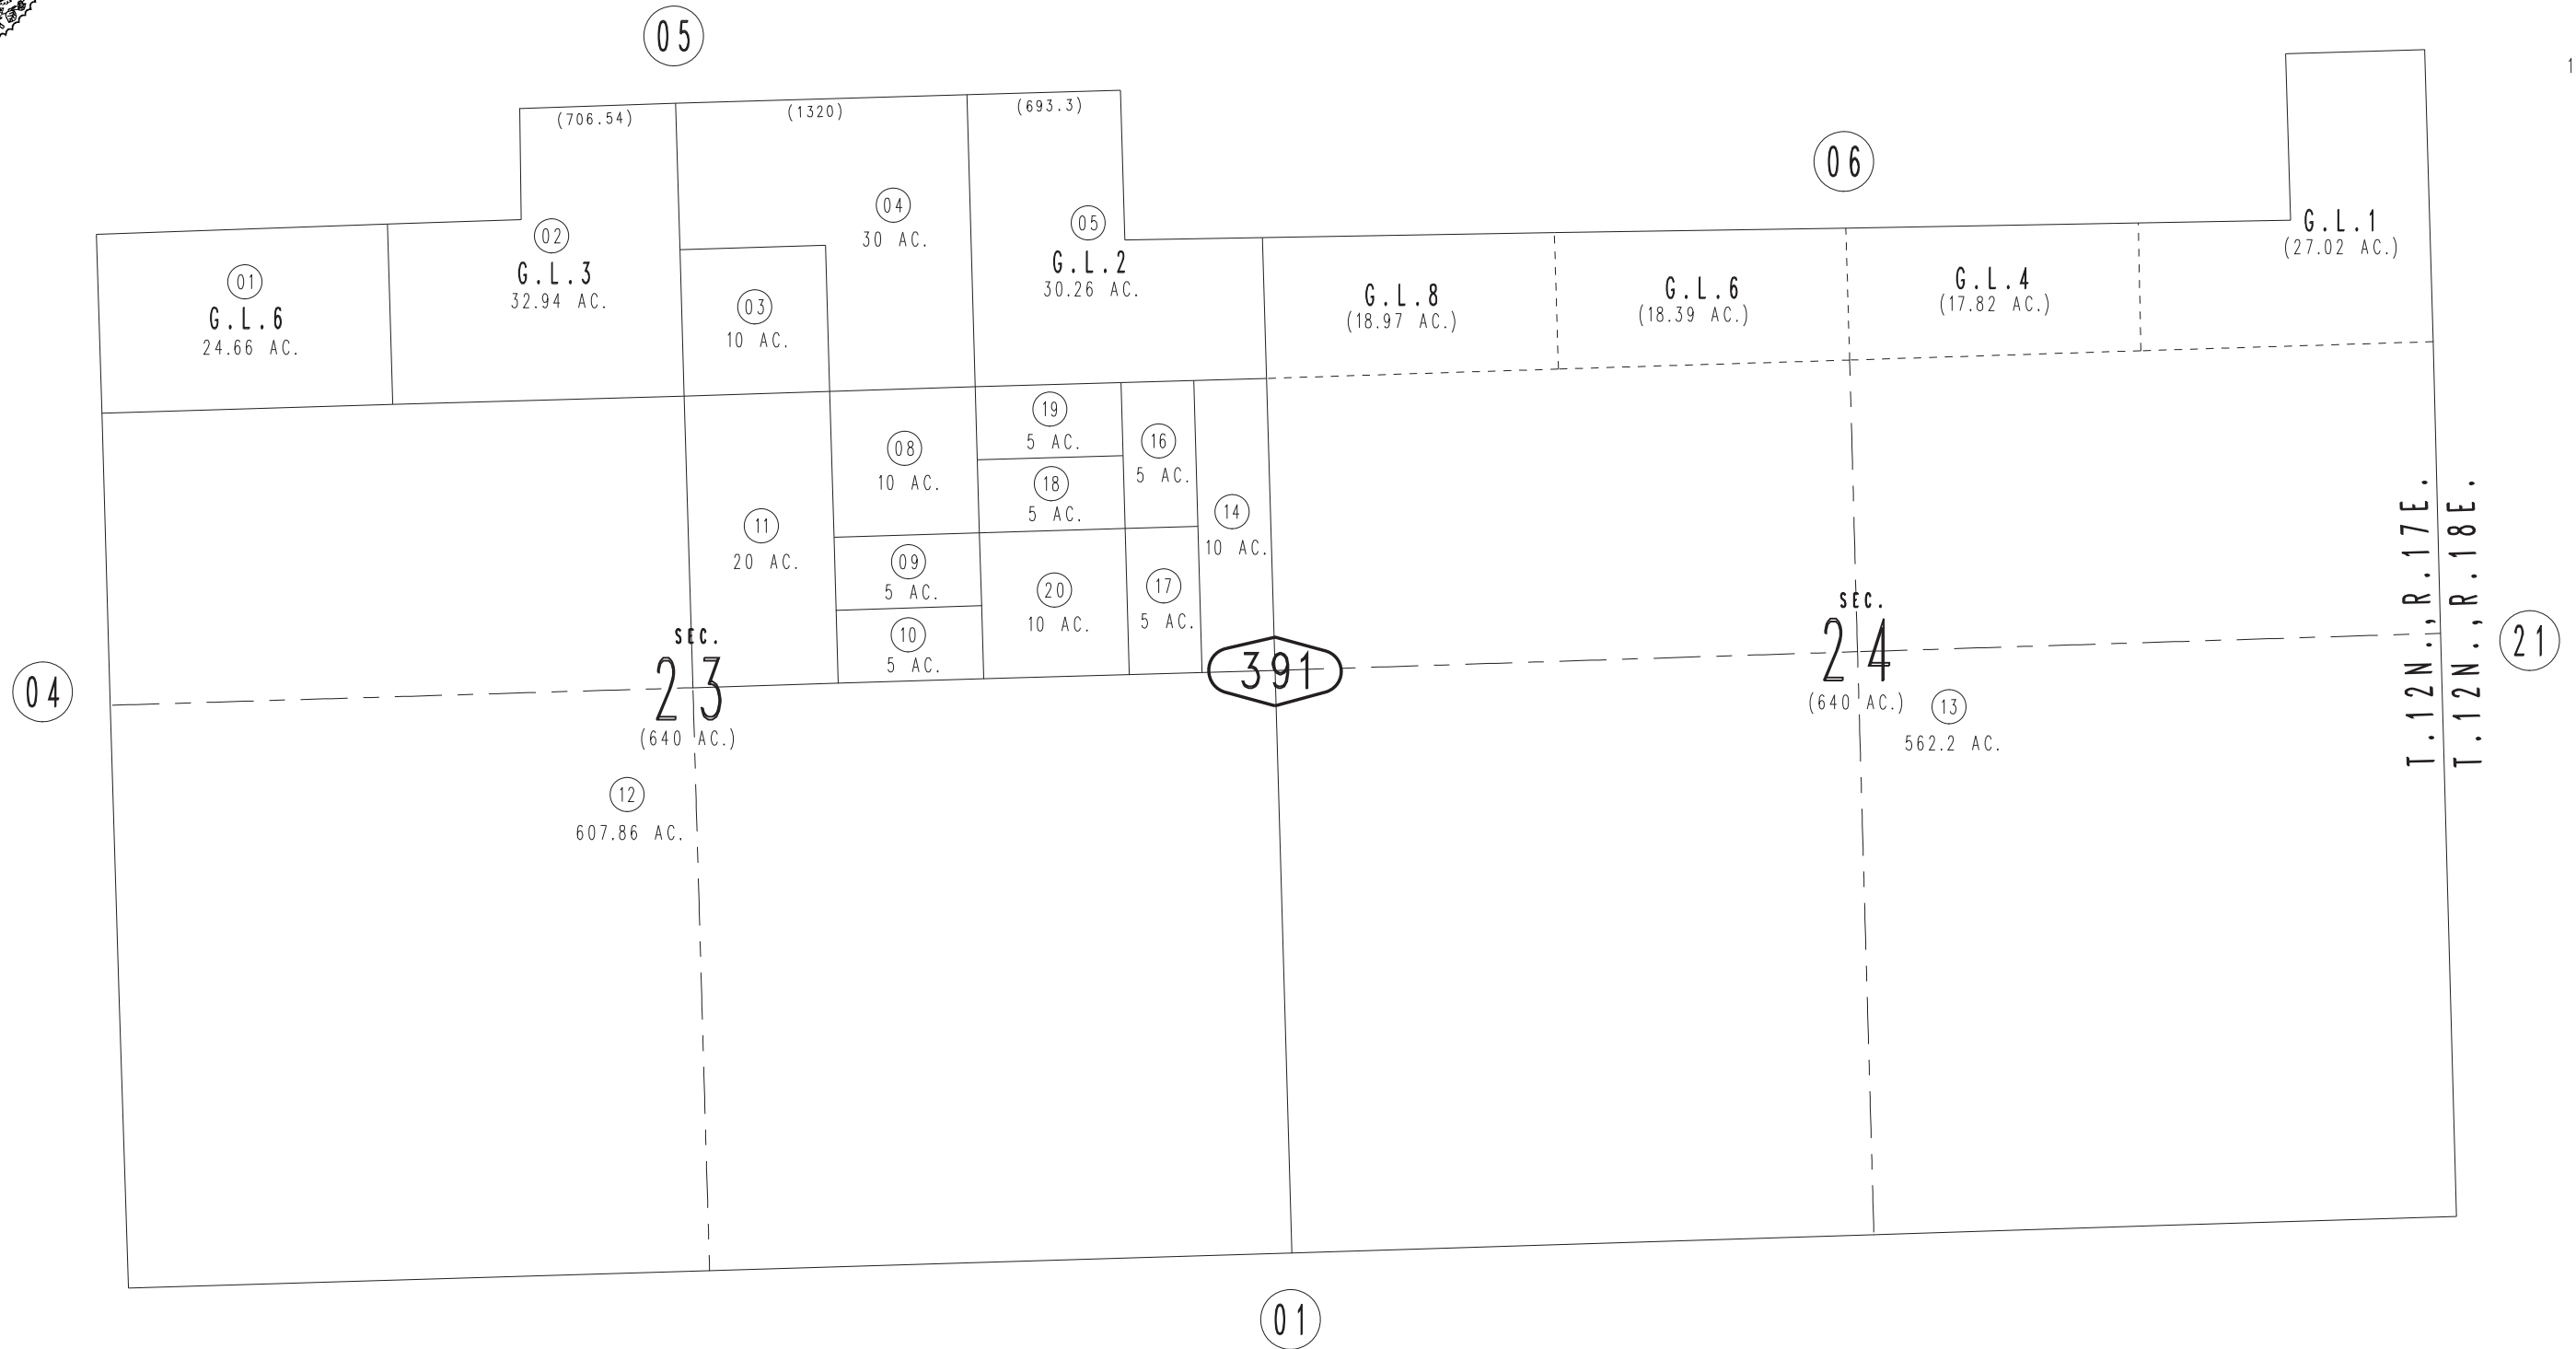 05
(706.54)
(1320)
(693.3)
1
06
04
30 AC.
05
G.L.2
30.26 AC.
02
G.L.3
32.94 AC.
01
G.L.6
24.66 AC.
03
10 AC.
G.L.8
(18.97 AC.)
G.L.6
(18.39 AC.)
G.L.4
(17.82 AC.)
G.L.1
(27.02 AC.)
19
5 AC.
18
5 AC.
16
5 AC.
08
10 AC.
14
10 AC.
11
20 AC.
09
5 AC.
10
5 AC.
20
10 AC.
17
5 AC.
SEC.
23
(640 AC.)
391
SEC.
24
(640 AC.)
13
562.2 AC.
T.12N.,R.17E.
T.12N.,R.18E.
21
04
12
607.86 AC.
01